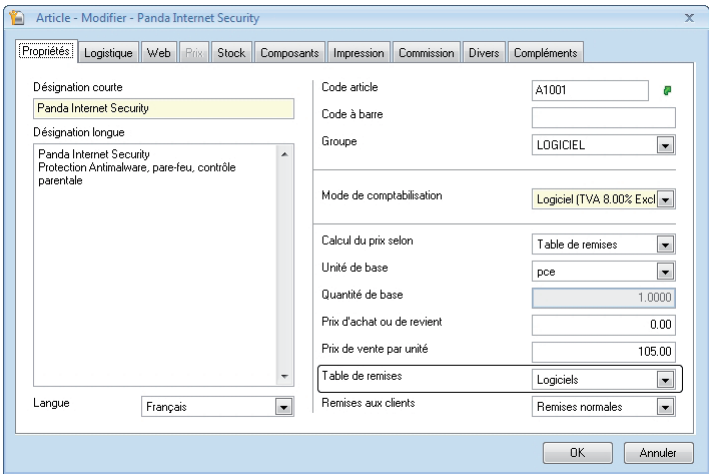 Article - Modifier - Panda Internet Security
X
Propriétés Logistique Web Prix Stock Composants Impression Commission Divers Compléments
Désignation courte
Panda Internet Security
Désignation longue
Panda Internet Security
Protection Antimalware, pare-feu, contrôle
parentale
Langue Français
Code article A1001
Code à barre
Groupe LOGICIEL
Mode de comptabilisation Logiciel (TVA 8.00% Excl
Calcul du prix selon Table de remises
Unité de base pce
Quantité de base 1.0000
Prix d'achat ou de revient 0.00
Prix de vente par unité 105.00
Table de remises Logiciels
Remises aux clients Remises normales
OK Annuler